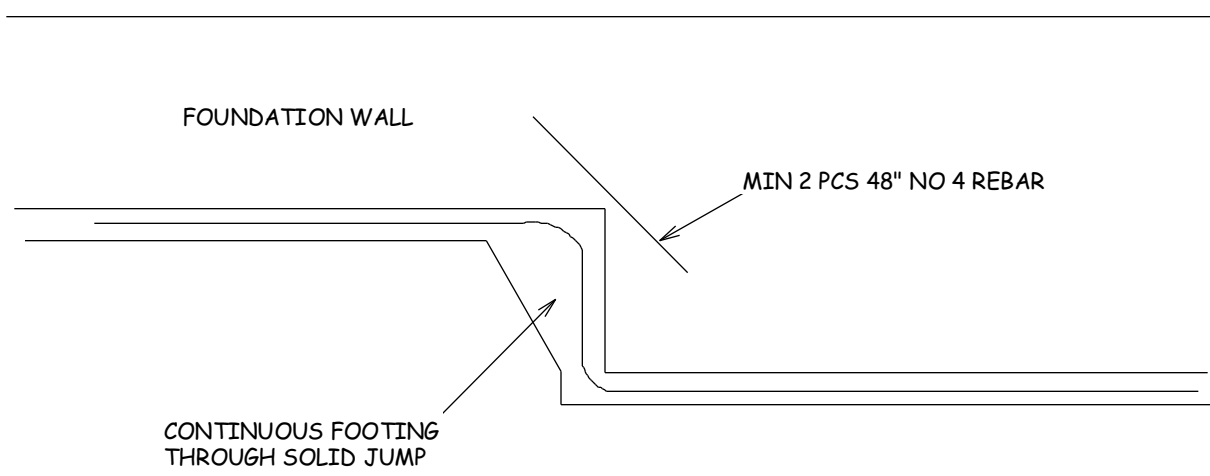 FOUNDATION WALL
MIN 2 PCS 48" NO 4 REBAR
CONTINUOUS FOOTING
THROUGH SOLID JUMP